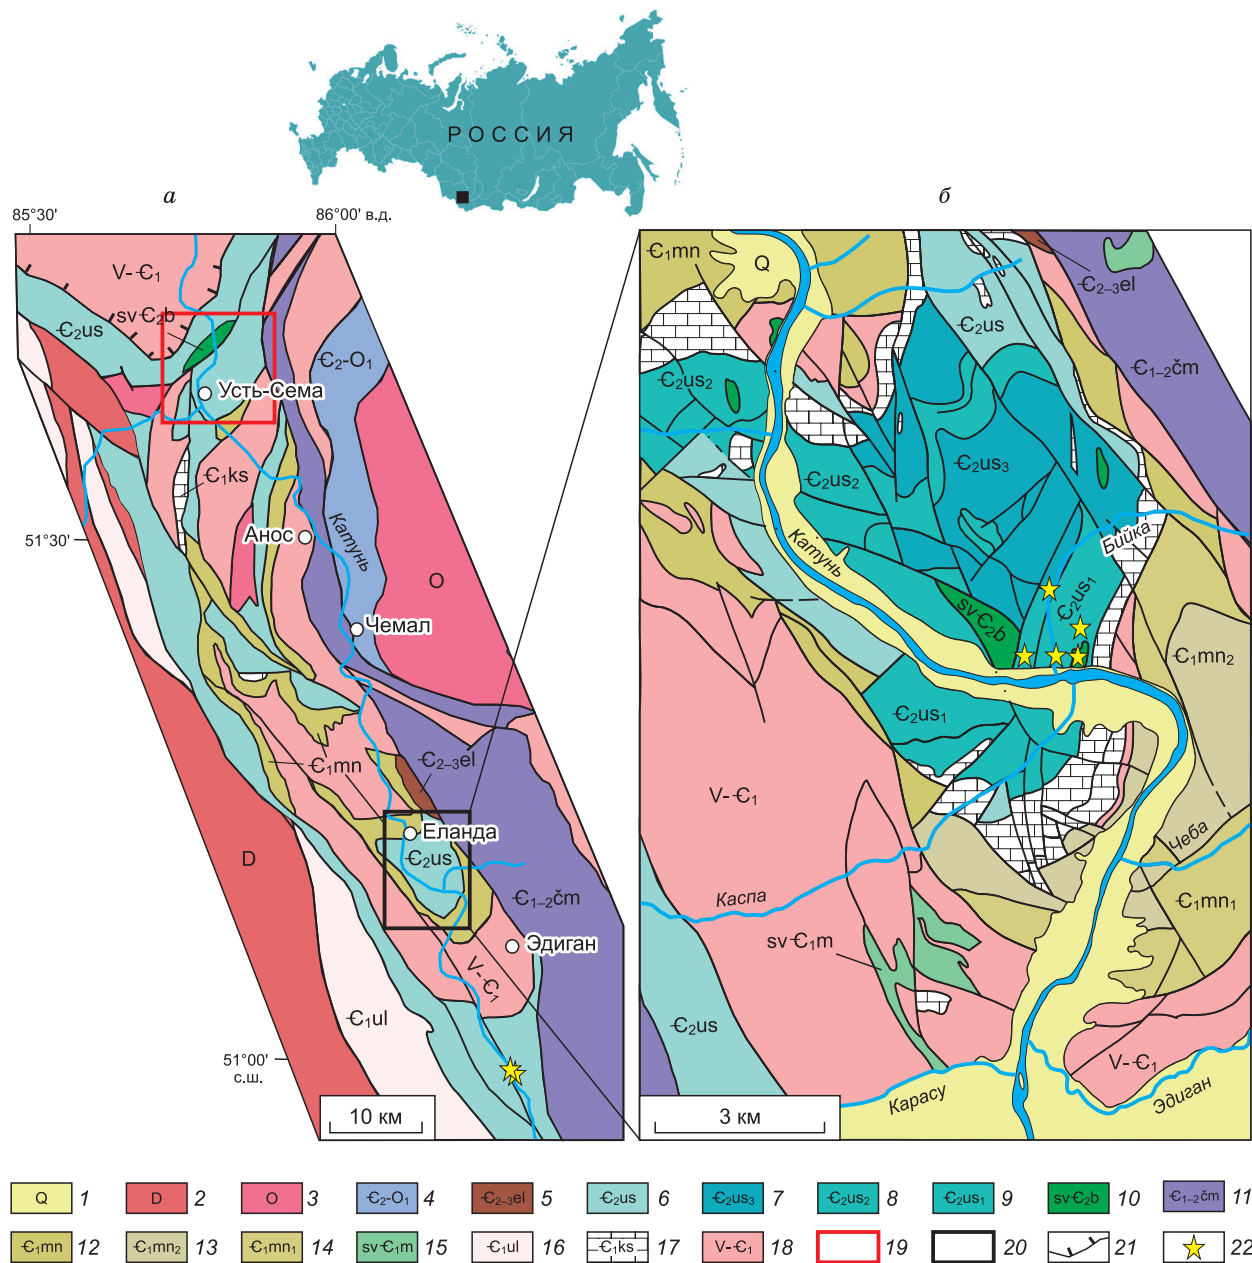 РОССИЯ
а
б
85°30'
86°00' в.д.
V-Є₁
Є₂us
svЄ₂b
Усть-Сема
Є₂-O₁
Є₁ks
Анос
51°30'
Катунь
O
Чемал
Є₁mn
Є₂₋₃el
Еланда
Є₂us
D
Є₁₋₂čm
Эдиган
V-Є₁
Є₁ul
51°00'
с.ш.
10 км
Є₁mn
Q
Є₂₋₃el
Є₂us
Є₁₋₂čm
Є₂us₂
Є₂us₂
Є₂us₃
Бийка
Катунь
Є₂us₁
svЄ₂b
Є₁mn₂
Є₂us₁
V-Є₁
Чеба
Каспа
Є₁mn₁
svЄ₁m
Є₂us
V-Є₁
Карасу
Эдиган
3 км
Q 1 D 2 O 3 Є₂-O₁ 4 Є₂₋₃el 5 Є₂us 6 Є₂us₃ 7 Є₂us₂ 8 Є₂us₁ 9 svЄ₂b 10 Є₁₋₂čm 11
Є₁mn 12 Є₁mn₂ 13 Є₁mn₁ 14 svЄ₁m 15 Є₁ul 16 Є₁ks 17 V-Є₁ 18 19 20 21 22